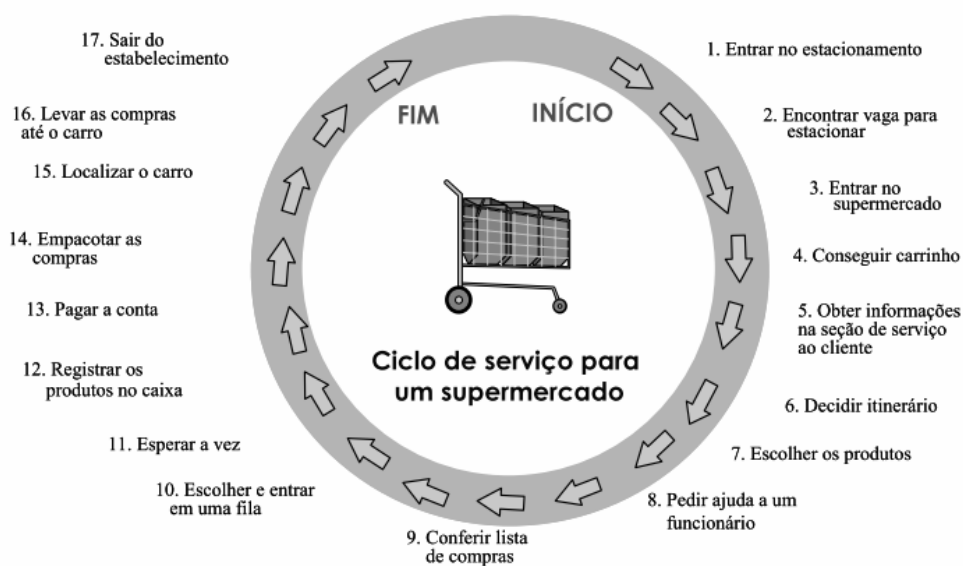 FIM
INÍCIO
1. Entrar no estacionamento
2. Encontrar vaga para
estacionar
3. Entrar no
supermercado
4. Conseguir carrinho
5. Obter informações
na seção de serviço
ao cliente
6. Decidir itinerário
7. Escolher os produtos
8. Pedir ajuda a um
funcionário
9. Conferir lista
de compras
10. Escolher e entrar
em uma fila
11. Esperar a vez
12. Registrar os
produtos no caixa
13. Pagar a conta
14. Empacotar as
compras
15. Localizar o carro
16. Levar as compras
até o carro
17. Sair do
estabelecimento
Ciclo de serviço para
um supermercado